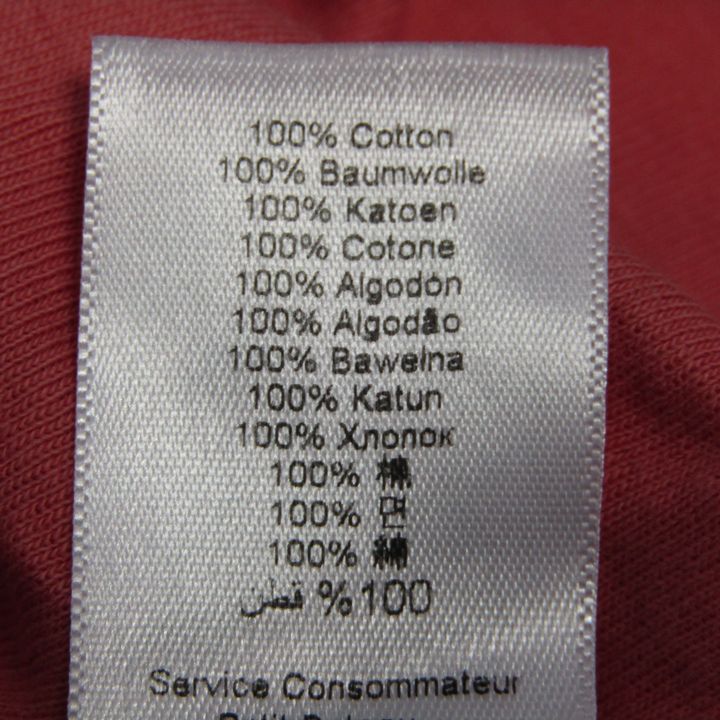 100% Cotton
100% Baumwolle
100% Katoen
100% Cotone
100% Algodón
100% Algodão
100% Bawełna
100% Katun
100% Хлопок
100% 棉
100% 면
100% 綿
%100 قطن
Service Consommateur